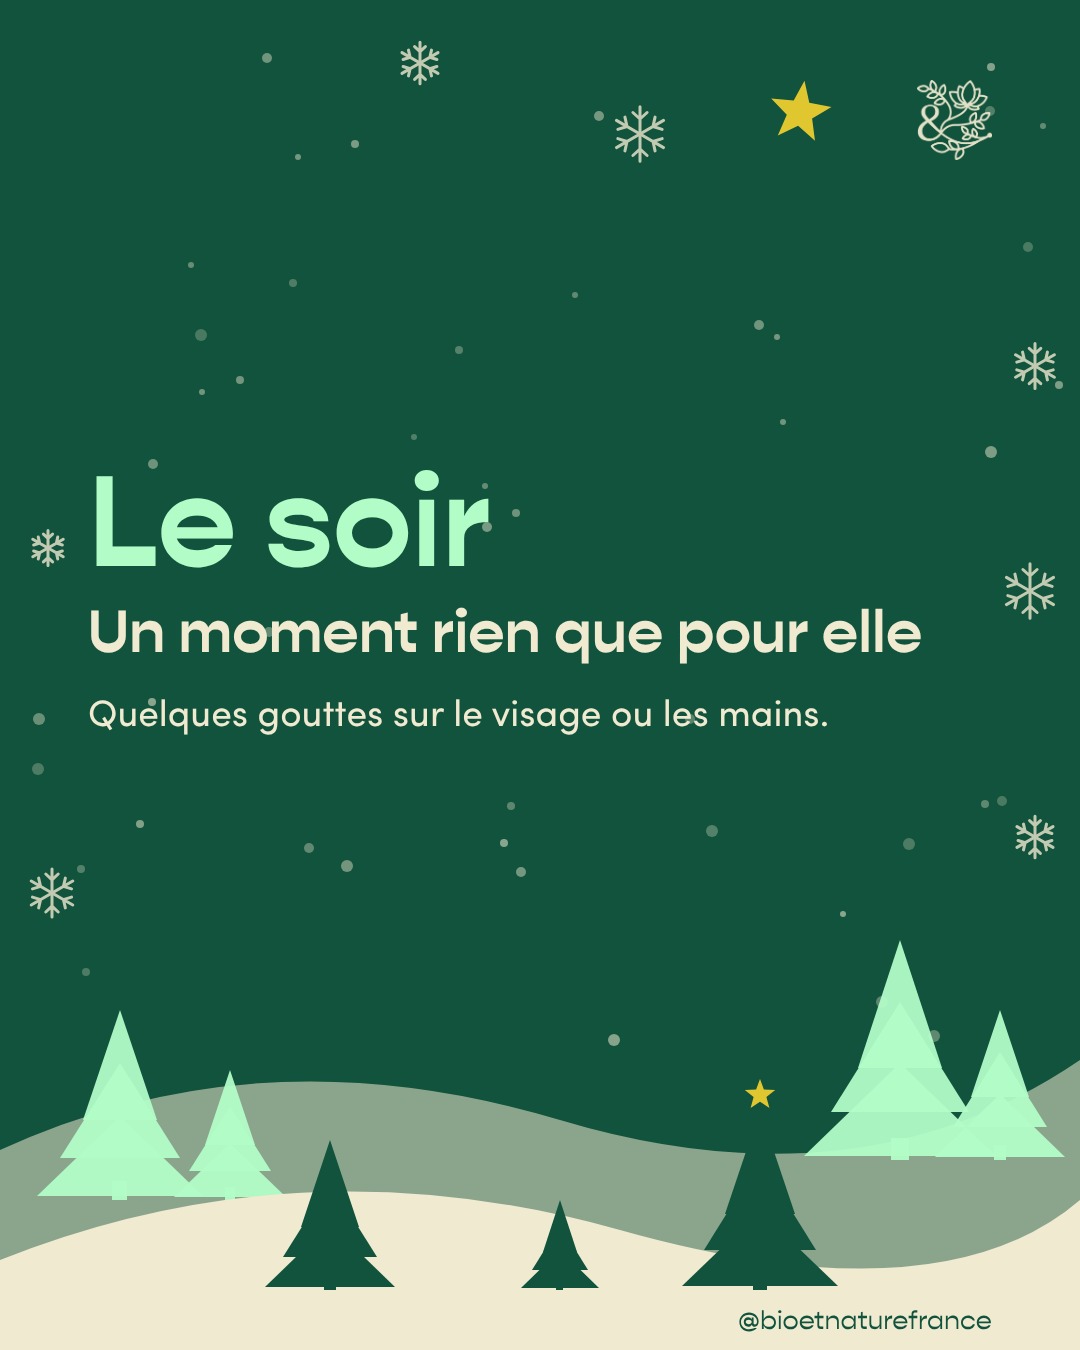 &
Le soir
Un moment rien que pour elle
Quelques gouttes sur le visage ou les mains.
@bioetnaturefrance